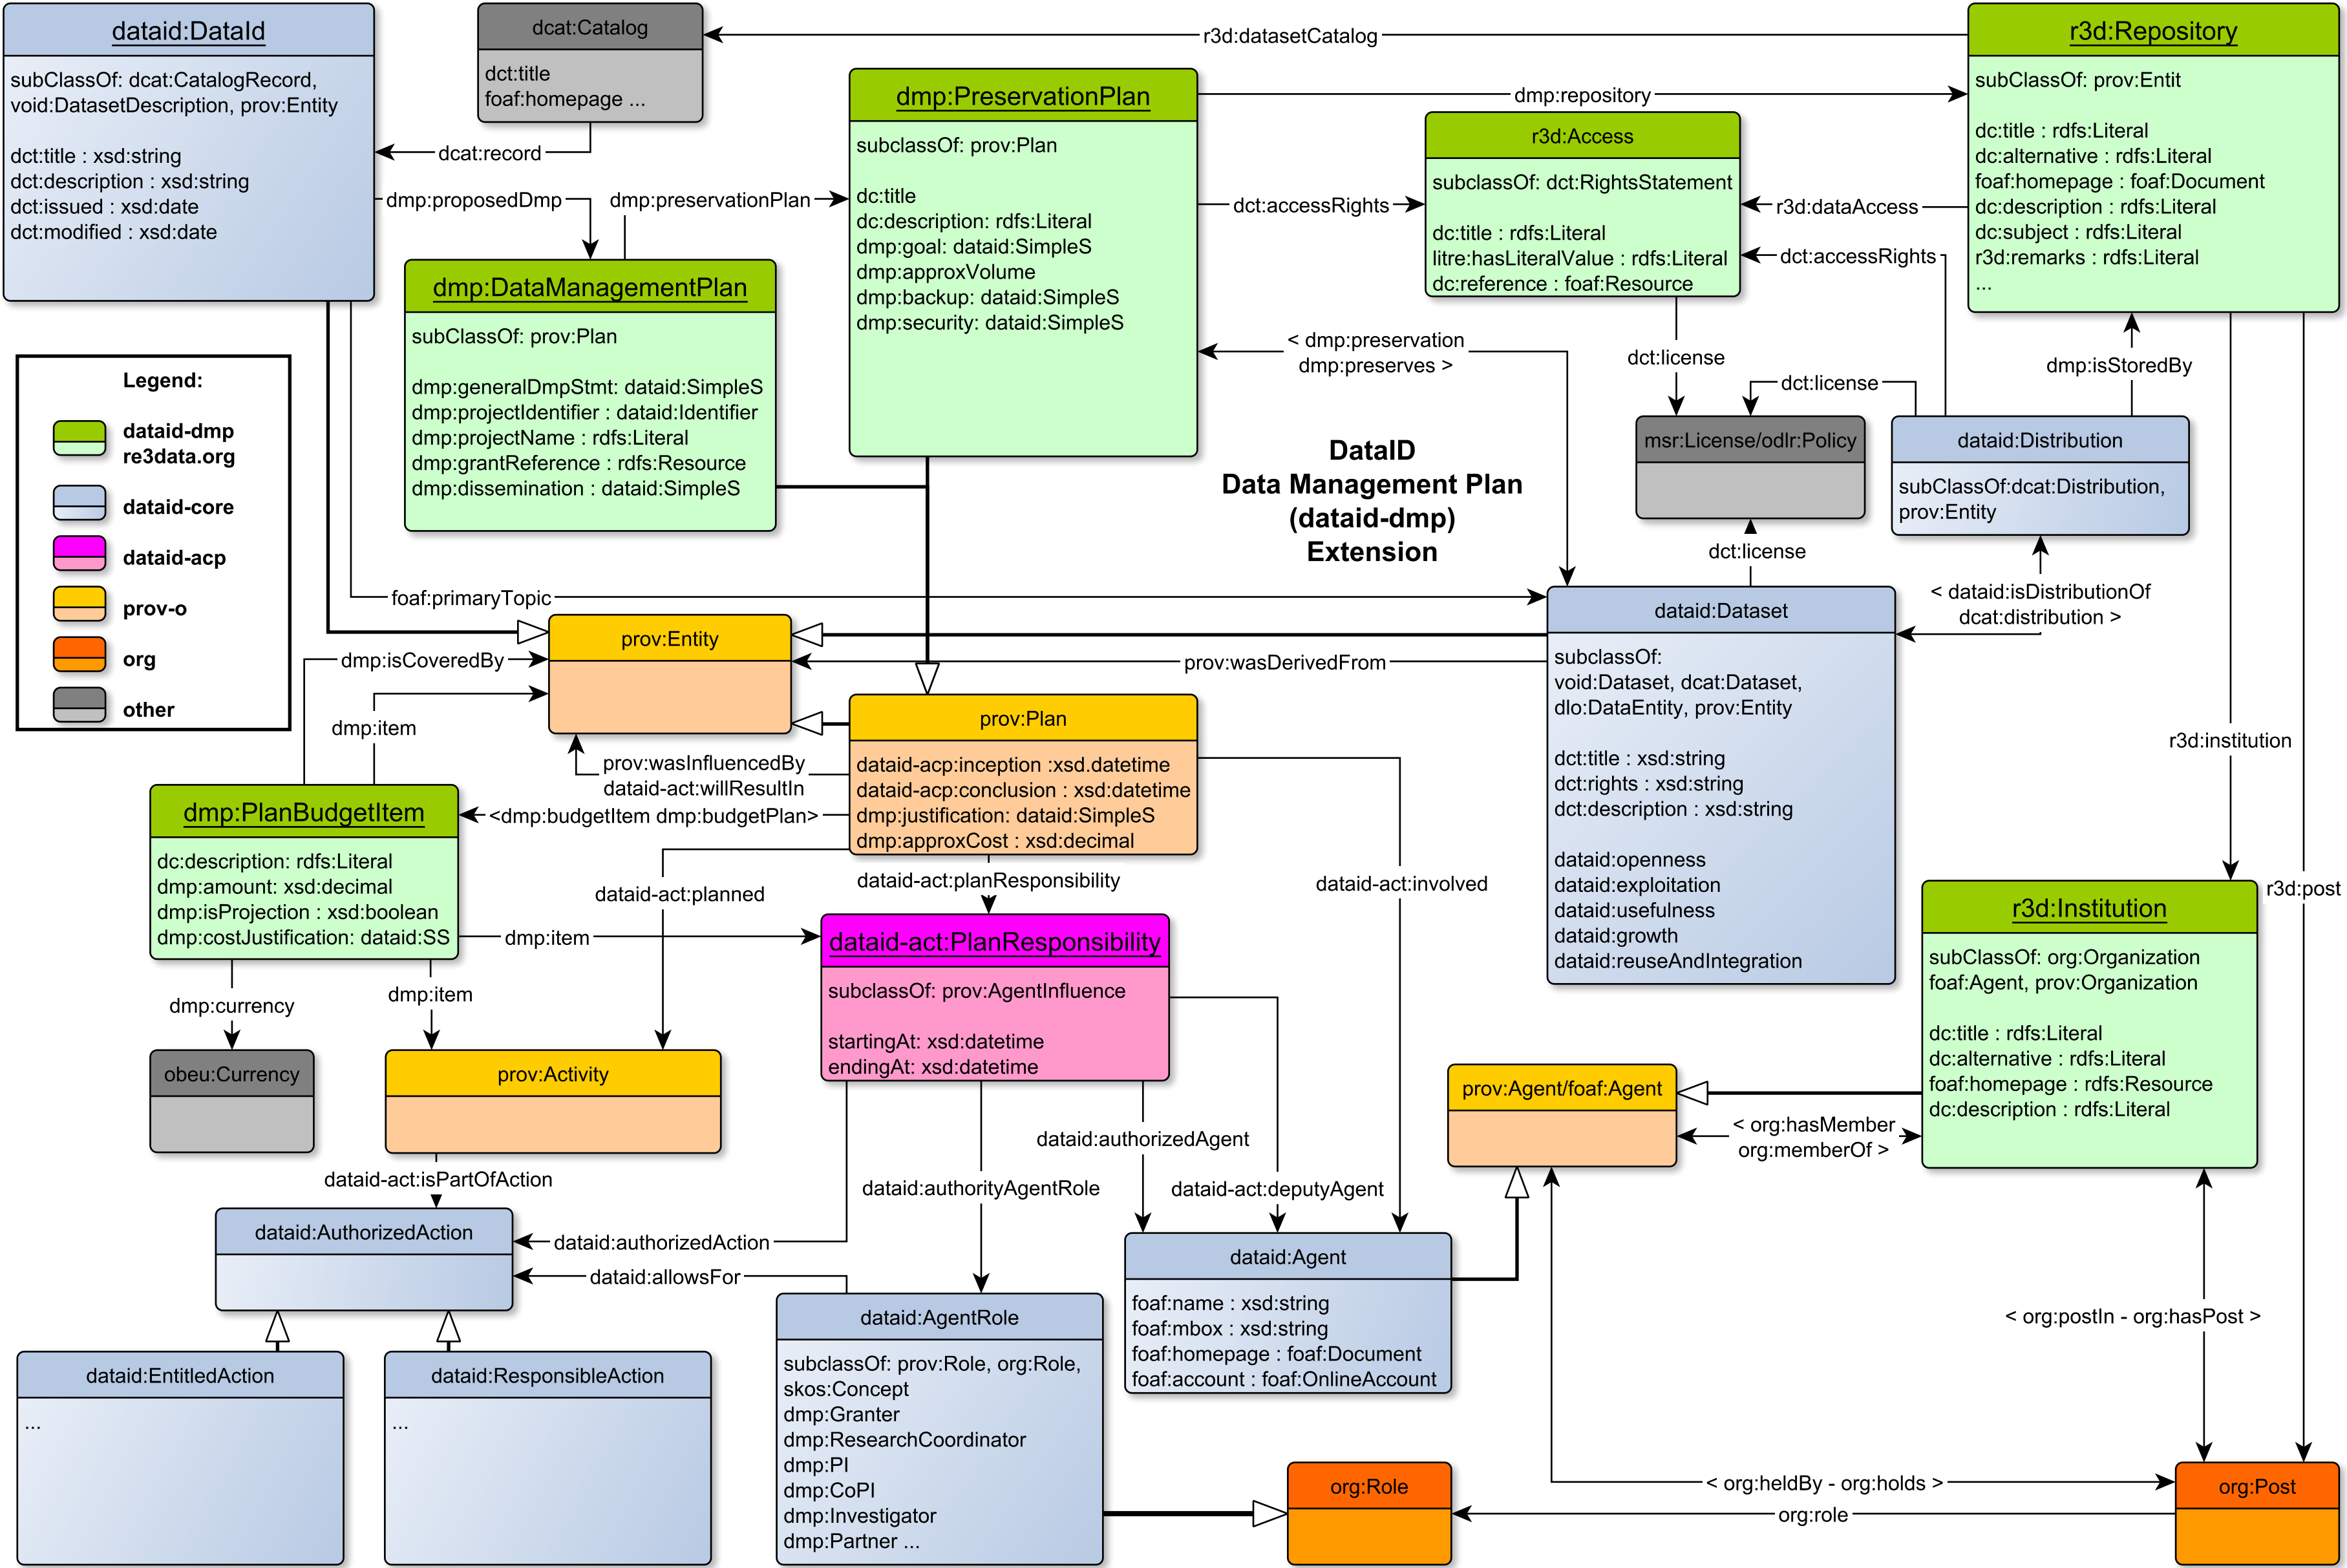 dataid:DataId
subClassOf: dcat:CatalogRecord,
void:DatasetDescription, prov:Entity
dct:title : xsd:string
dct:description : xsd:string
dct:issued : xsd:date
dct:modified : xsd:date
dcat:Catalog
dct:title
foaf:homepage ...
r3d:datasetCatalog
dcat:record
dmp:proposedDmp
dmp:preservationPlan
dmp:PreservationPlan
subclassOf: prov:Plan
dc:title
dc:description: rdfs:Literal
dmp:goal: dataid:SimpleS
dmp:approxVolume
dmp:backup: dataid:SimpleS
dmp:security: dataid:SimpleS
dmp:repository
r3d:Access
subclassOf: dct:RightsStatement
dc:title : rdfs:Literal
litre:hasLiteralValue : rdfs:Literal
dc:reference : foaf:Resource
dct:accessRights
r3d:dataAccess
dct:accessRights
r3d:Repository
subClassOf: prov:Entit
dc:title : rdfs:Literal
dc:alternative : rdfs:Literal
foaf:homepage : foaf:Document
dc:description : rdfs:Literal
dc:subject : rdfs:Literal
r3d:remarks : rdfs:Literal
...
dmp:DataManagementPlan
subClassOf: prov:Plan
dmp:generalDmpStmt: dataid:SimpleS
dmp:projectIdentifier : dataid:Identifier
dmp:projectName : rdfs:Literal
dmp:grantReference : rdfs:Resource
dmp:dissemination : dataid:SimpleS
< dmp:preservation
dmp:preserves >
dct:license
dct:license
dmp:isStoredBy
Legend:
dataid-dmp
re3data.org
dataid-core
dataid-acp
prov-o
org
other
DataID
Data Management Plan
(dataid-dmp)
Extension
msr:License/odlr:Policy
dataid:Distribution
subClassOf:dcat:Distribution,
prov:Entity
dct:license
< dataid:isDistributionOf
dcat:distribution >
foaf:primaryTopic
prov:Entity
dmp:isCoveredBy
dmp:item
prov:wasDerivedFrom
dataid:Dataset
subclassOf:
void:Dataset, dcat:Dataset,
dlo:DataEntity, prov:Entity
dct:title : xsd:string
dct:rights : xsd:string
dct:description : xsd:string
dataid:openness
dataid:exploitation
dataid:usefulness
dataid:growth
dataid:reuseAndIntegration
prov:Plan
dataid-acp:inception :xsd.datetime
dataid-acp:conclusion : xsd:datetime
dmp:justification: dataid:SimpleS
dmp:approxCost : xsd:decimal
prov:wasInfluencedBy
dataid-act:willResultIn
<dmp:budgetItem dmp:budgetPlan>
r3d:institution
r3d:post
dmp:PlanBudgetItem
dc:description: rdfs:Literal
dmp:amount: xsd:decimal
dmp:isProjection : xsd:boolean
dmp:costJustification: dataid:SS
dataid-act:planned
dataid-act:planResponsibility
dataid-act:involved
dmp:item
dmp:item
dmp:currency
dataid-act:PlanResponsibility
subclassOf: prov:AgentInfluence
startingAt: xsd:datetime
endingAt: xsd:datetime
r3d:Institution
subClassOf: org:Organization
foaf:Agent, prov:Organization
dc:title : rdfs:Literal
dc:alternative : rdfs:Literal
foaf:homepage : rdfs:Resource
dc:description : rdfs:Literal
obeu:Currency
prov:Activity
prov:Agent/foaf:Agent
< org:hasMember
org:memberOf >
dataid:authorizedAgent
dataid-act:isPartOfAction
dataid:authorityAgentRole
dataid-act:deputyAgent
dataid:AuthorizedAction
dataid:authorizedAction
dataid:allowsFor
dataid:Agent
foaf:name : xsd:string
foaf:mbox : xsd:string
foaf:homepage : foaf:Document
foaf:account : foaf:OnlineAccount
< org:postIn - org:hasPost >
dataid:EntitledAction
...
dataid:ResponsibleAction
...
dataid:AgentRole
subclassOf: prov:Role, org:Role,
skos:Concept
dmp:Granter
dmp:ResearchCoordinator
dmp:PI
dmp:CoPI
dmp:Investigator
dmp:Partner ...
org:Role
< org:heldBy - org:holds >
org:role
org:Post